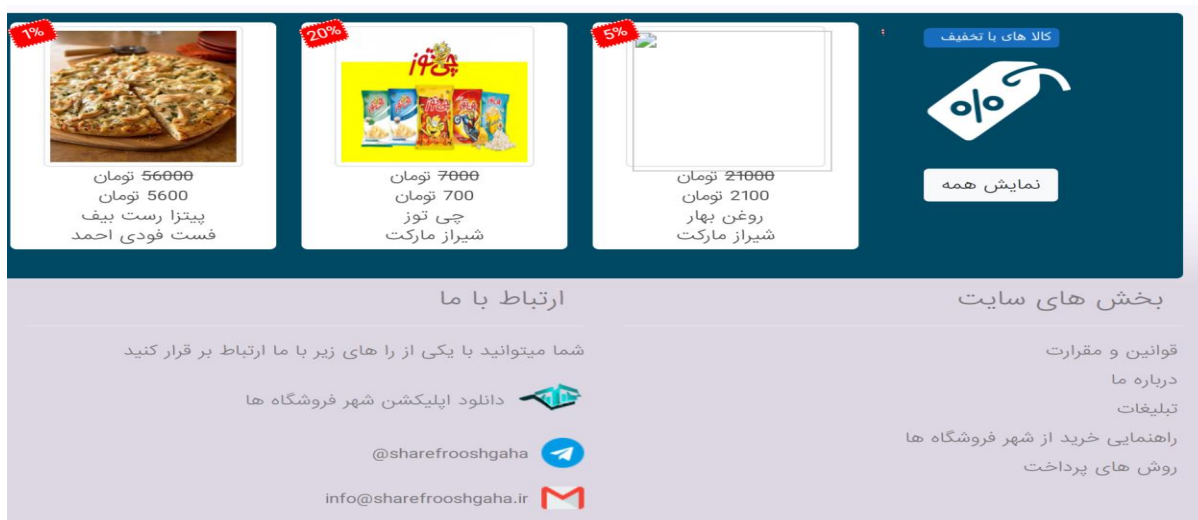 کالا های با تخفیف
نمایش همه
5%
21000 تومان
2100 تومان
روغن بهار
شیراز مارکت
20%
چی توز
7000 تومان
700 تومان
چی توز
شیراز مارکت
1%
56000 تومان
5600 تومان
پیتزا رست بیف
فست فودی احمد
بخش های سایت
قوانین و مقرارت
درباره ما
تبلیغات
راهنمایی خرید از شهر فروشگاه ها
روش های پرداخت
ارتباط با ما
شما میتوانید با یکی از را های زیر با ما ارتباط بر قرار کنید
دانلود اپلیکشن شهر فروشگاه ها
@sharefrooshgaha
info@sharefrooshgaha.ir